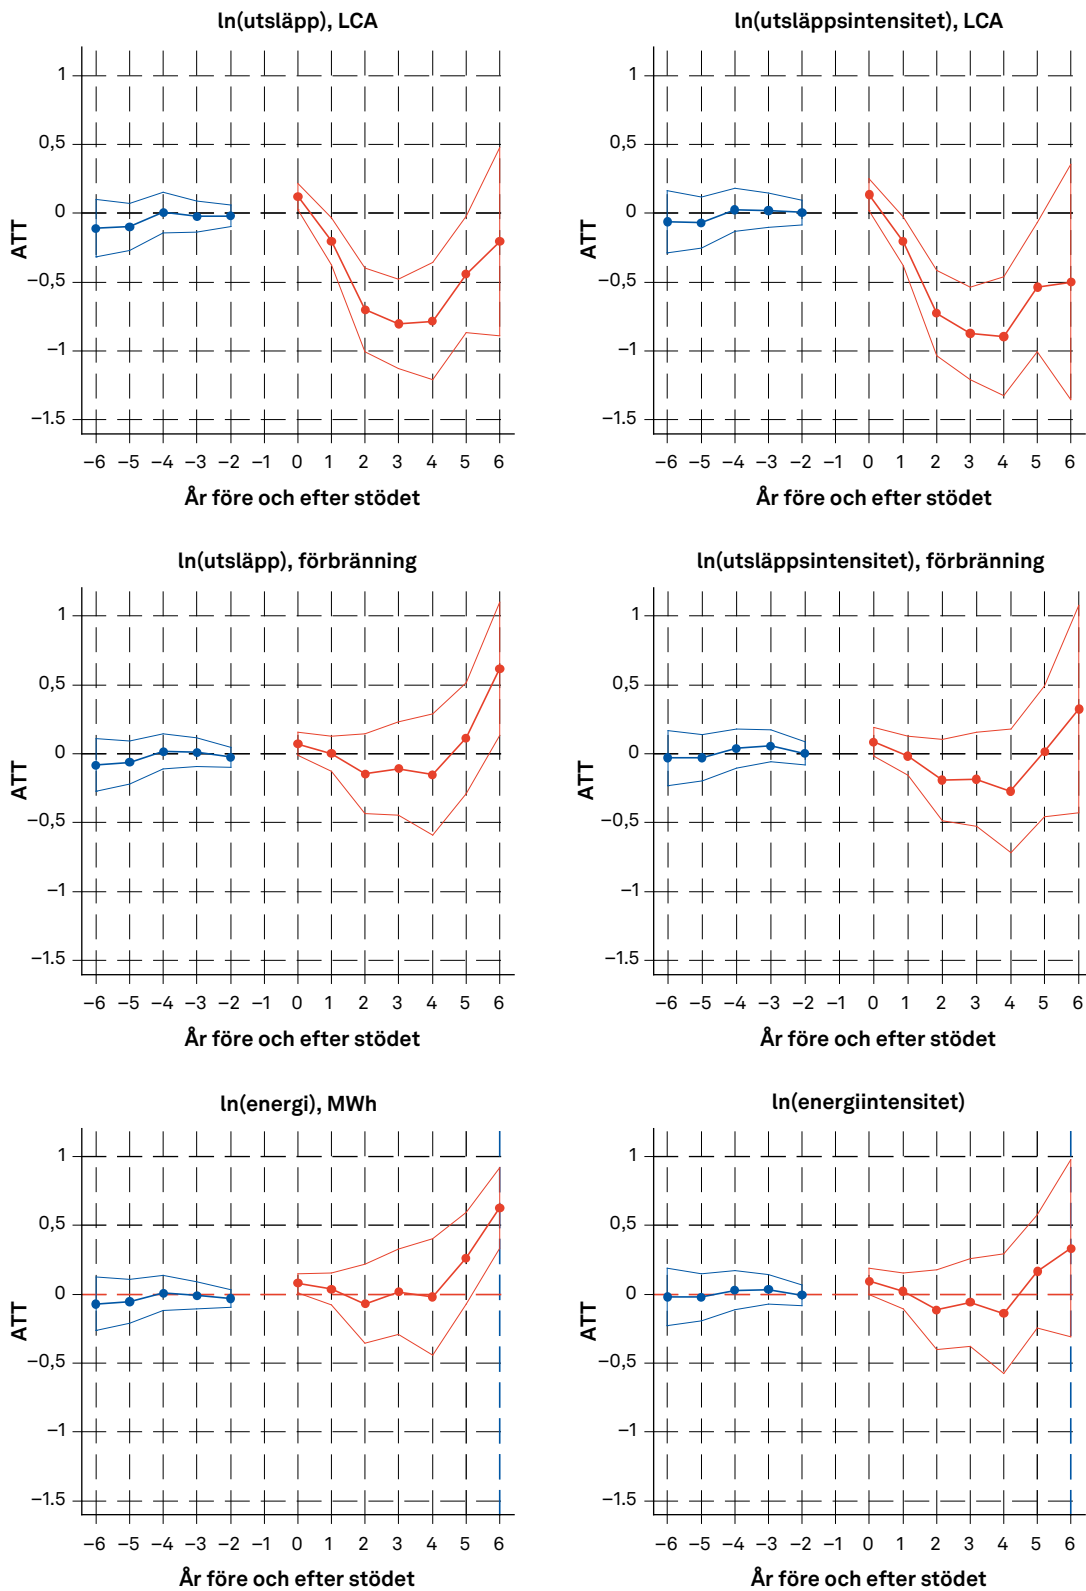 ln(utsläpp), LCA
1
0,5
0
−0,5
−1
−1.5
ATT
−6 −5 −4 −3 −2 −1 0 1 2 3 4 5 6
År före och efter stödet
ln(utsläppsintensitet), LCA
1
0,5
0
−0,5
−1
−1.5
ATT
−6 −5 −4 −3 −2 −1 0 1 2 3 4 5 6
År före och efter stödet
ln(utsläpp), förbränning
1
0,5
0
−0,5
−1
−1.5
ATT
−6 −5 −4 −3 −2 −1 0 1 2 3 4 5 6
År före och efter stödet
ln(utsläppsintensitet), förbränning
1
0,5
0
−0,5
−1
−1.5
ATT
−6 −5 −4 −3 −2 −1 0 1 2 3 4 5 6
År före och efter stödet
ln(energi), MWh
1
0,5
0
−0,5
−1
−1.5
ATT
−6 −5 −4 −3 −2 −1 0 1 2 3 4 5 6
År före och efter stödet
ln(energiintensitet)
1
0,5
0
−0,5
−1
−1.5
ATT
−6 −5 −4 −3 −2 −1 0 1 2 3 4 5 6
År före och efter stödet